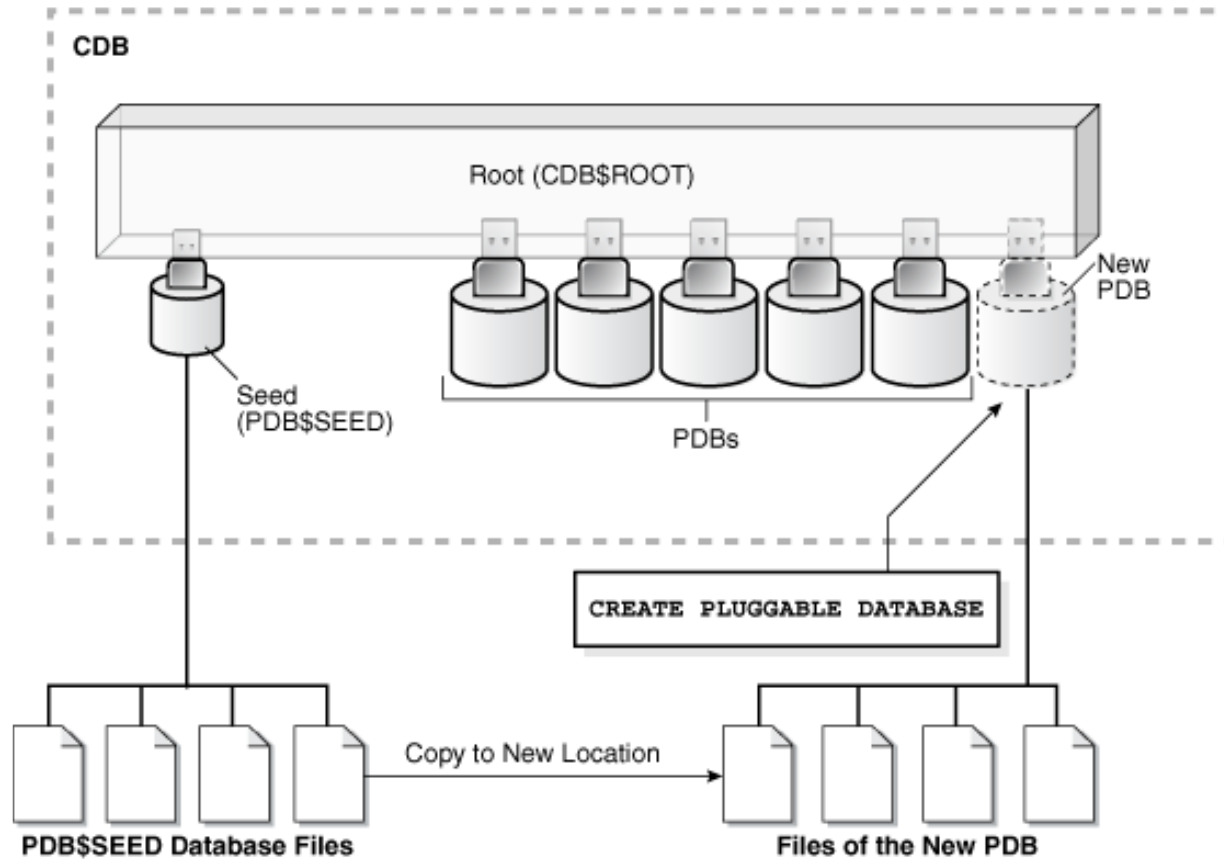 CDB
Root (CDB$ROOT)
New
PDB
Seed
(PDB$SEED)
PDBs
CREATE PLUGGABLE DATABASE
Copy to New Location
PDB$SEED Database Files
Files of the New PDB